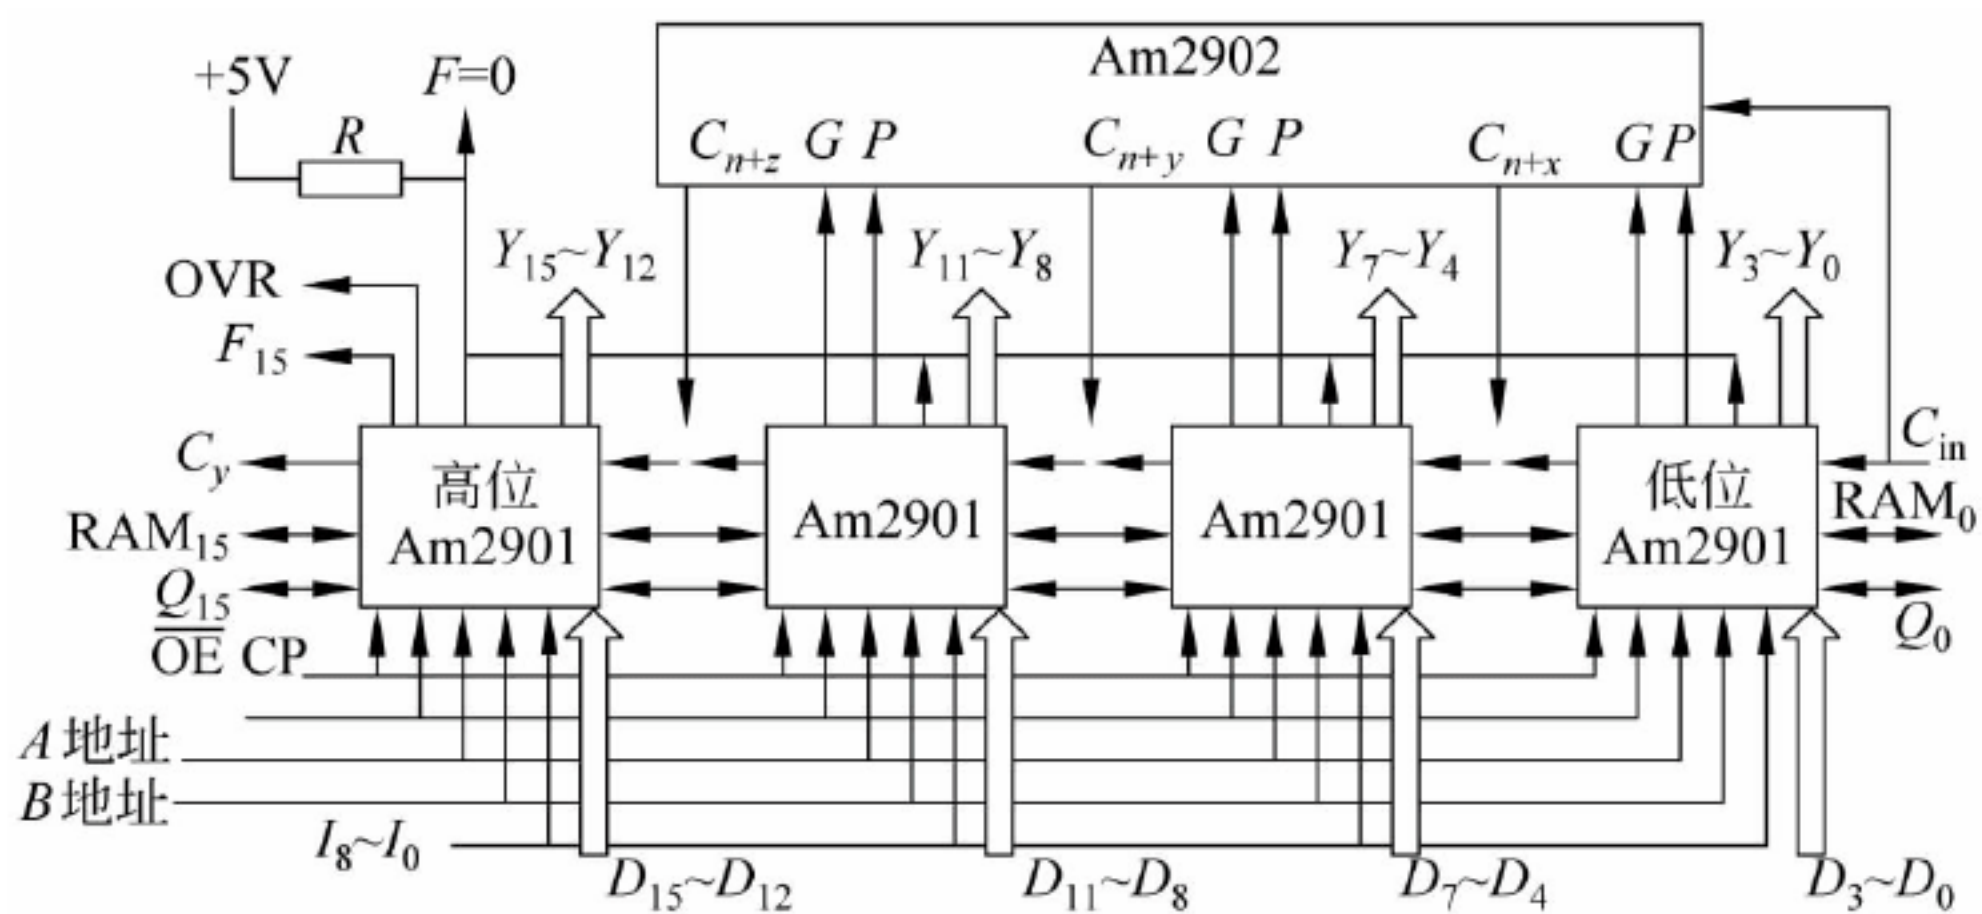 Am2902
+5V
F=0
R
C_{n+z} G P
C_{n+y} G P
C_{n+x} G P
Y_{15}~Y_{12}
Y_{11}~Y_8
Y_7~Y_4
Y_3~Y_0
OVR
F_{15}
C_y
C_{in}
高位
Am2901
Am2901
Am2901
低位
Am2901
RAM_{15}
RAM_0
Q_{15}
Q_0
\overline{OE} CP
A地址
B地址
I_8~I_0
D_{15}~D_{12}
D_{11}~D_8
D_7~D_4
D_3~D_0